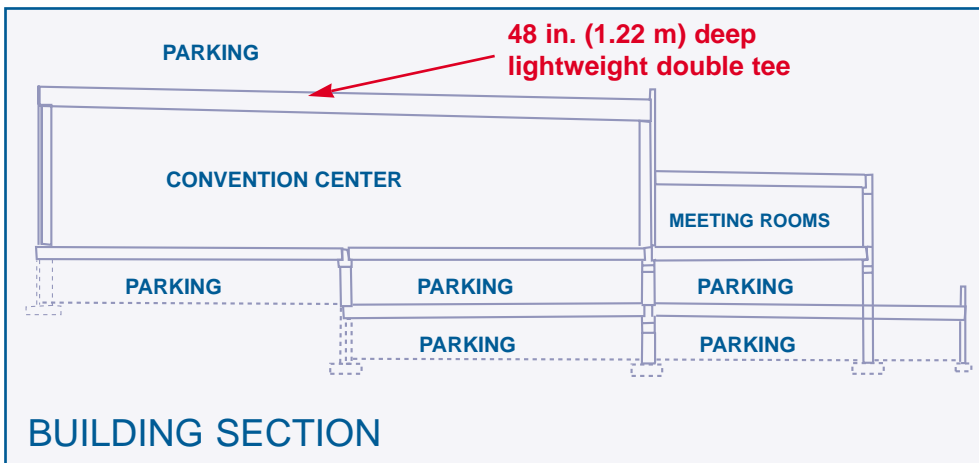 48 in. (1.22 m) deep
lightweight double tee
PARKING
CONVENTION CENTER
MEETING ROOMS
PARKING
PARKING
PARKING
PARKING
PARKING
BUILDING SECTION